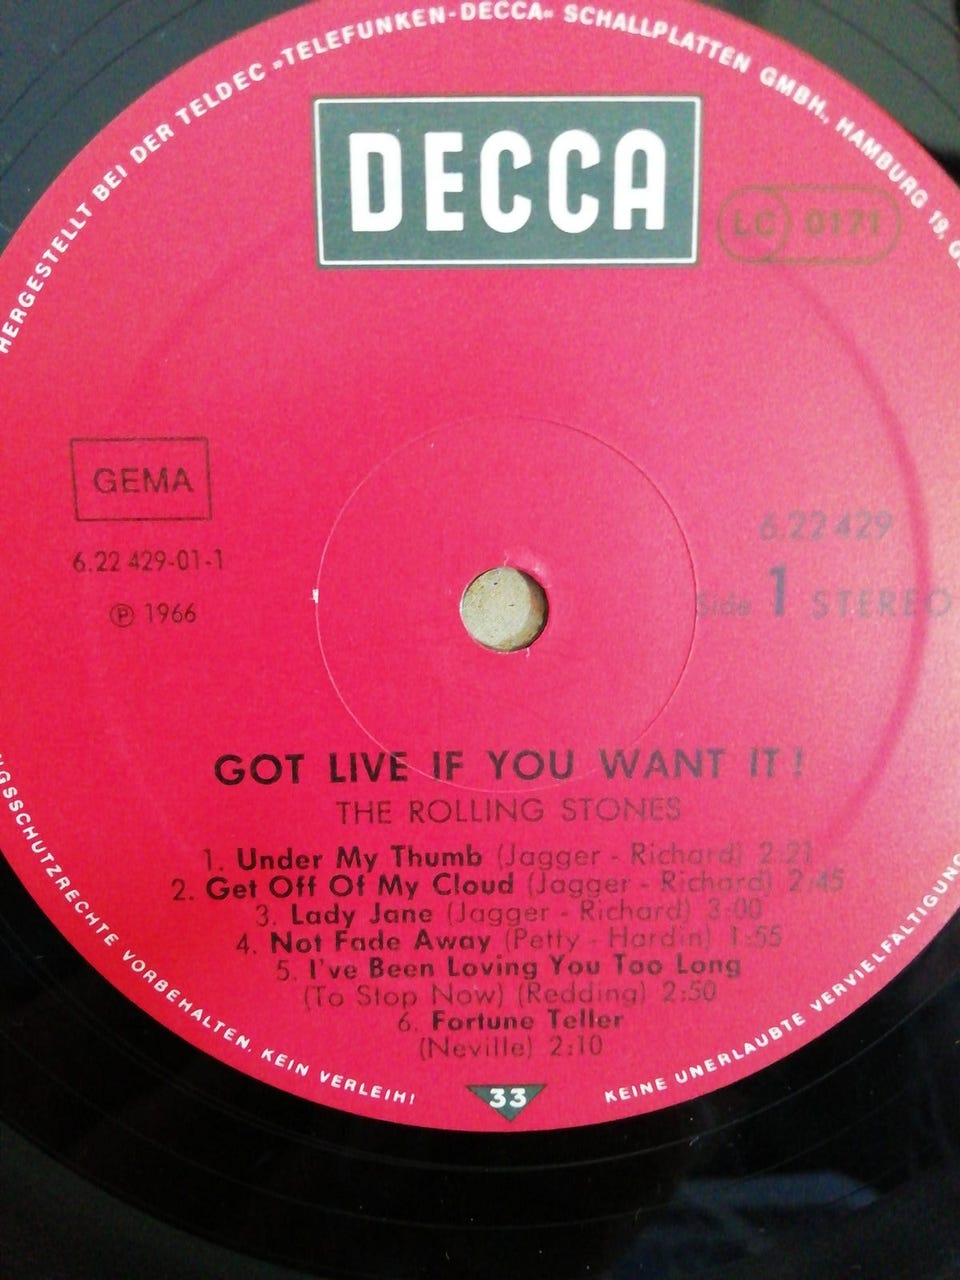 HERGESTELLT BEI DER TELDEC »TELEFUNKEN-DECCA« SCHALLPLATTEN GMBH., HAMBURG 19,
DECCA
LC 0171
GEMA
6.22 429-01-1
℗ 1966
6.22 429
Side 1 STEREO
GOT LIVE IF YOU WANT IT!
THE ROLLING STONES
1. Under My Thumb (Jagger - Richard) 2:21
2. Get Off Of My Cloud (Jagger - Richard) 2:45
3. Lady Jane (Jagger - Richard) 3:00
4. Not Fade Away (Petty - Hardin) 1:55
5. I've Been Loving You Too Long
(To Stop Now) (Redding) 2:50
6. Fortune Teller
(Neville) 2:10
33
KEINE UNERLAUBTE VERVIELFÄLTIGUNG
NGSSCHUTZRECHTE VORBEHALTEN, KEIN VERLEIH!